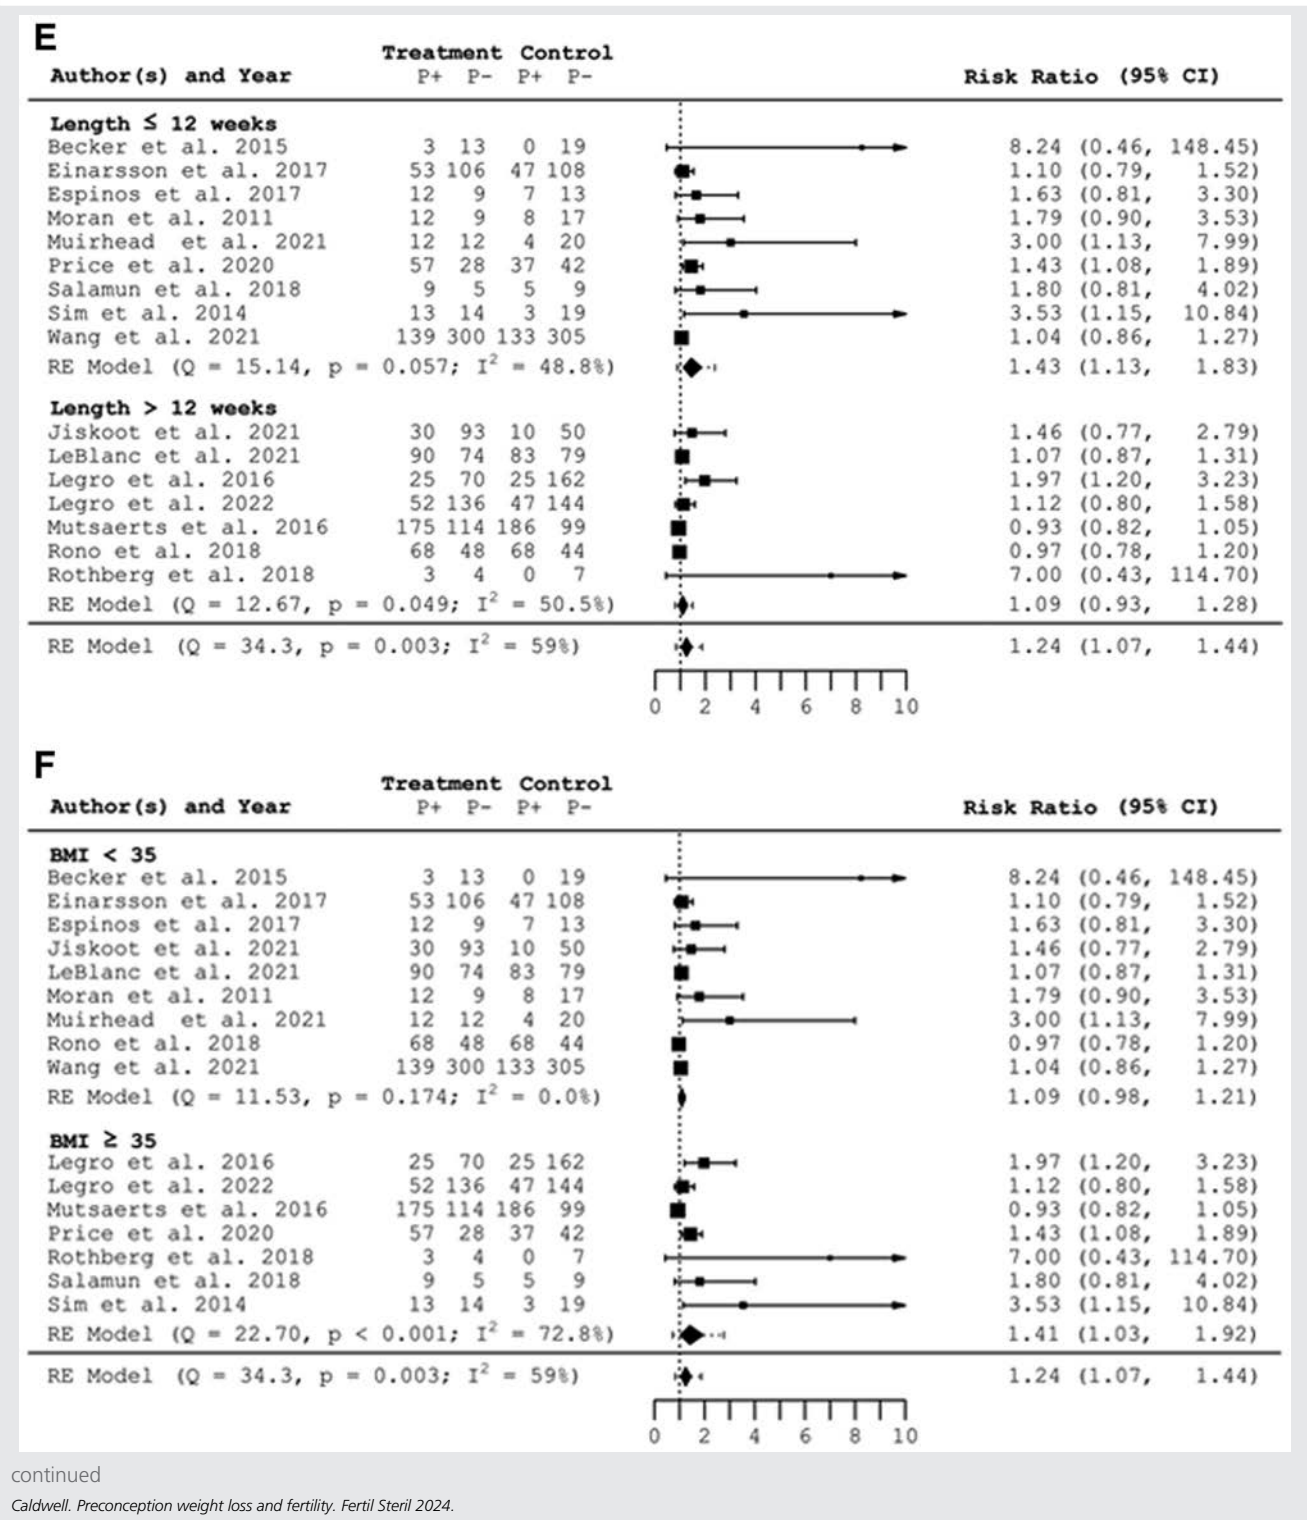 E
Treatment Control
Author(s) and Year P+ P- P+ P- Risk Ratio (95% CI)
Length ≤ 12 weeks
Becker et al. 2015 3 13 0 19 8.24 (0.46, 148.45)
Einarsson et al. 2017 53 106 47 108 1.10 (0.79, 1.52)
Espinos et al. 2017 12 9 7 13 1.63 (0.81, 3.30)
Moran et al. 2011 12 9 8 17 1.79 (0.90, 3.53)
Muirhead et al. 2021 12 12 4 20 3.00 (1.13, 7.99)
Price et al. 2020 57 28 37 42 1.43 (1.08, 1.89)
Salamun et al. 2018 9 5 5 9 1.80 (0.81, 4.02)
Sim et al. 2014 13 14 3 19 3.53 (1.15, 10.84)
Wang et al. 2021 139 300 133 305 1.04 (0.86, 1.27)
RE Model (Q = 15.14, p = 0.057; I² = 48.8%) 1.43 (1.13, 1.83)
Length > 12 weeks
Jiskoot et al. 2021 30 93 10 50 1.46 (0.77, 2.79)
LeBlanc et al. 2021 90 74 83 79 1.07 (0.87, 1.31)
Legro et al. 2016 25 70 25 162 1.97 (1.20, 3.23)
Legro et al. 2022 52 136 47 144 1.12 (0.80, 1.58)
Mutsaerts et al. 2016 175 114 186 99 0.93 (0.82, 1.05)
Rono et al. 2018 68 48 68 44 0.97 (0.78, 1.20)
Rothberg et al. 2018 3 4 0 7 7.00 (0.43, 114.70)
RE Model (Q = 12.67, p = 0.049; I² = 50.5%) 1.09 (0.93, 1.28)
RE Model (Q = 34.3, p = 0.003; I² = 59%) 1.24 (1.07, 1.44)
0 2 4 6 8 10
F
Treatment Control
Author(s) and Year P+ P- P+ P- Risk Ratio (95% CI)
BMI < 35
Becker et al. 2015 3 13 0 19 8.24 (0.46, 148.45)
Einarsson et al. 2017 53 106 47 108 1.10 (0.79, 1.52)
Espinos et al. 2017 12 9 7 13 1.63 (0.81, 3.30)
Jiskoot et al. 2021 30 93 10 50 1.46 (0.77, 2.79)
LeBlanc et al. 2021 90 74 83 79 1.07 (0.87, 1.31)
Moran et al. 2011 12 9 8 17 1.79 (0.90, 3.53)
Muirhead et al. 2021 12 12 4 20 3.00 (1.13, 7.99)
Rono et al. 2018 68 48 68 44 0.97 (0.78, 1.20)
Wang et al. 2021 139 300 133 305 1.04 (0.86, 1.27)
RE Model (Q = 11.53, p = 0.174; I² = 0.0%) 1.09 (0.98, 1.21)
BMI ≥ 35
Legro et al. 2016 25 70 25 162 1.97 (1.20, 3.23)
Legro et al. 2022 52 136 47 144 1.12 (0.80, 1.58)
Mutsaerts et al. 2016 175 114 186 99 0.93 (0.82, 1.05)
Price et al. 2020 57 28 37 42 1.43 (1.08, 1.89)
Rothberg et al. 2018 3 4 0 7 7.00 (0.43, 114.70)
Salamun et al. 2018 9 5 5 9 1.80 (0.81, 4.02)
Sim et al. 2014 13 14 3 19 3.53 (1.15, 10.84)
RE Model (Q = 22.70, p < 0.001; I² = 72.8%) 1.41 (1.03, 1.92)
RE Model (Q = 34.3, p = 0.003; I² = 59%) 1.24 (1.07, 1.44)
0 2 4 6 8 10
continued
Caldwell. Preconception weight loss and fertility. Fertil Steril 2024.